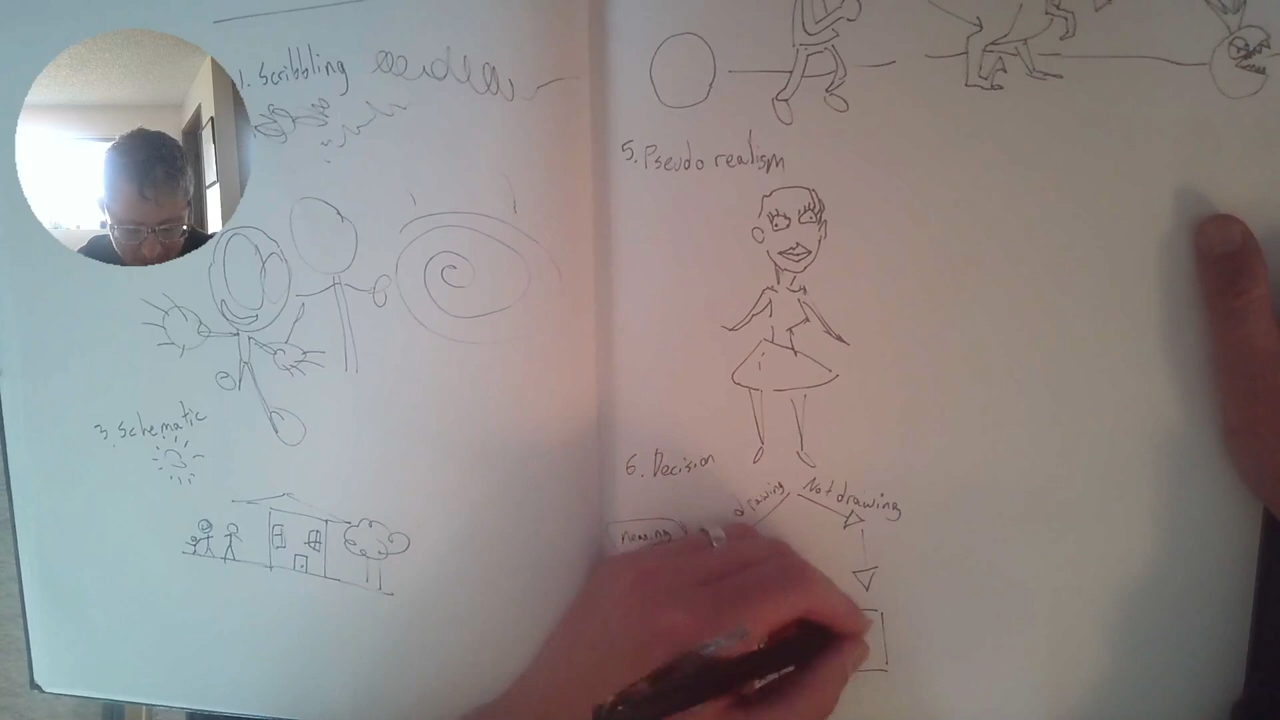 1. Scribbling
3. Schematic
5. Pseudo realism
6. Decision
drawing
Not drawing